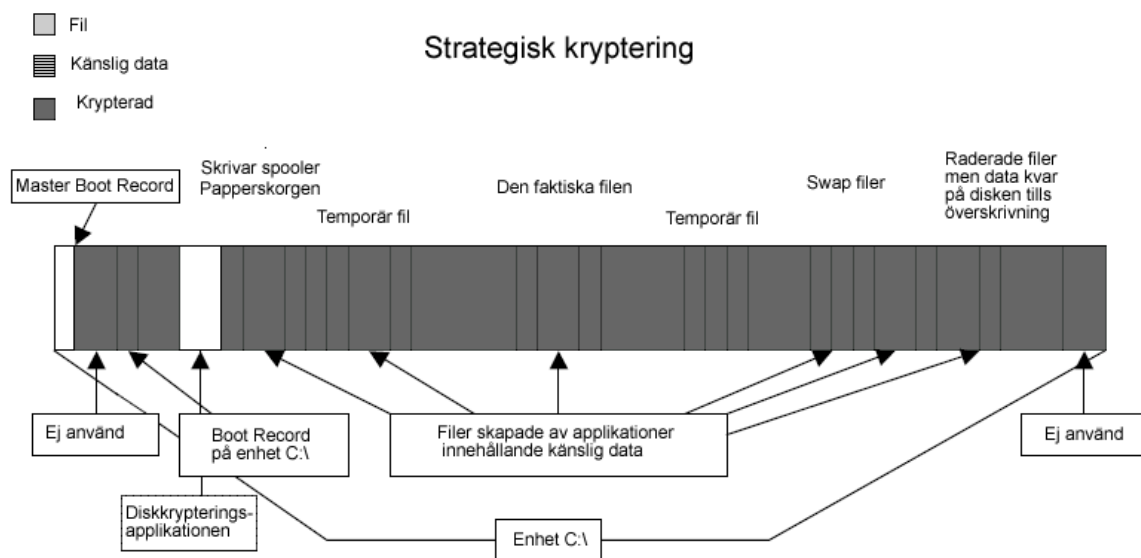 Fil
Strategisk kryptering
Känslig data
Krypterad
Master Boot Record
Skrivar spooler
Papperskorgen
Temporär fil
Den faktiska filen
Temporär fil
Swap filer
Raderade filer
men data kvar
på disken tills
överskrivning
Ej använd
Boot Record
på enhet C:\
Filer skapade av applikationer
innehållande känslig data
Ej använd
Diskkrypterings-
applikationen
Enhet C:\